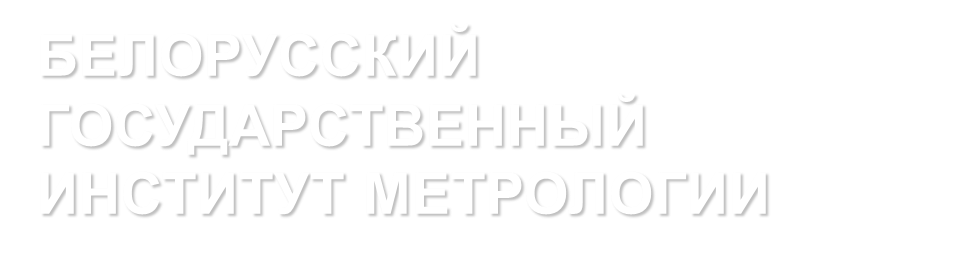 БЕЛОРУССКИЙ
ГОСУДАРСТВЕННЫЙ
ИНСТИТУТ МЕТРОЛОГИИ